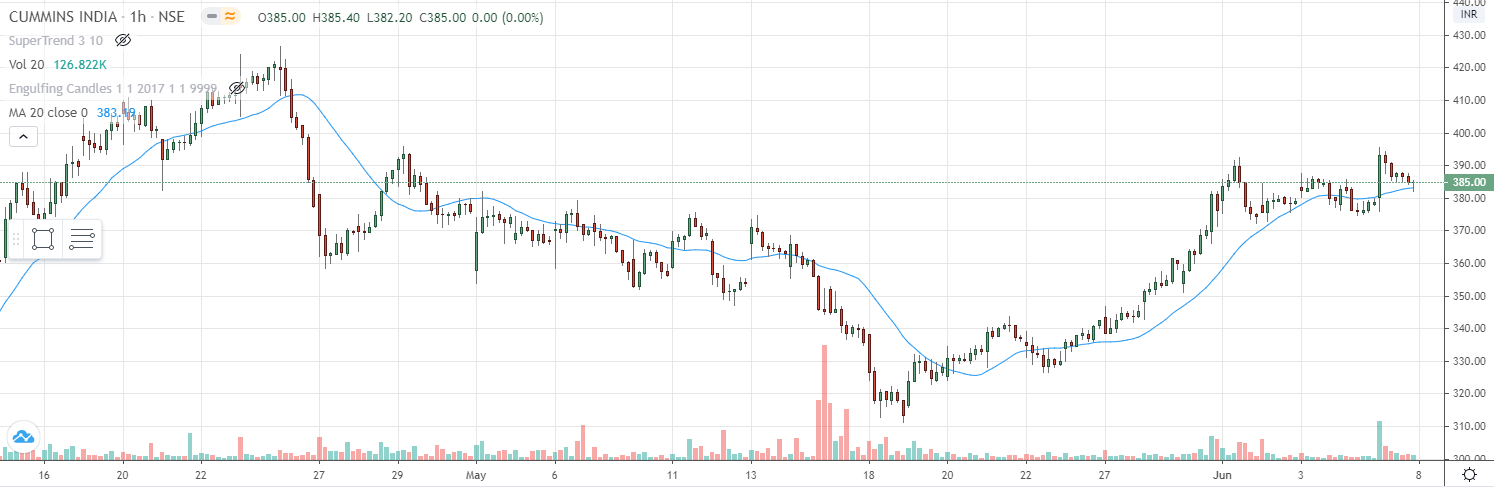 CUMMINS INDIA · 1h · NSE O385.00 H385.40 L382.20 C385.00 0.00 (0.00%)
SuperTrend 3 10
Vol 20 126.822K
Engulfing Candles 1 1 2017 1 1 9999
MA 20 close 0 383.19
440.00
INR
430.00
420.00
410.00
400.00
390.00
385.00
380.00
370.00
360.00
350.00
340.00
330.00
320.00
310.00
300.00
16 20 22 27 29 May 6 11 13 18 20 22 27 Jun 3 8